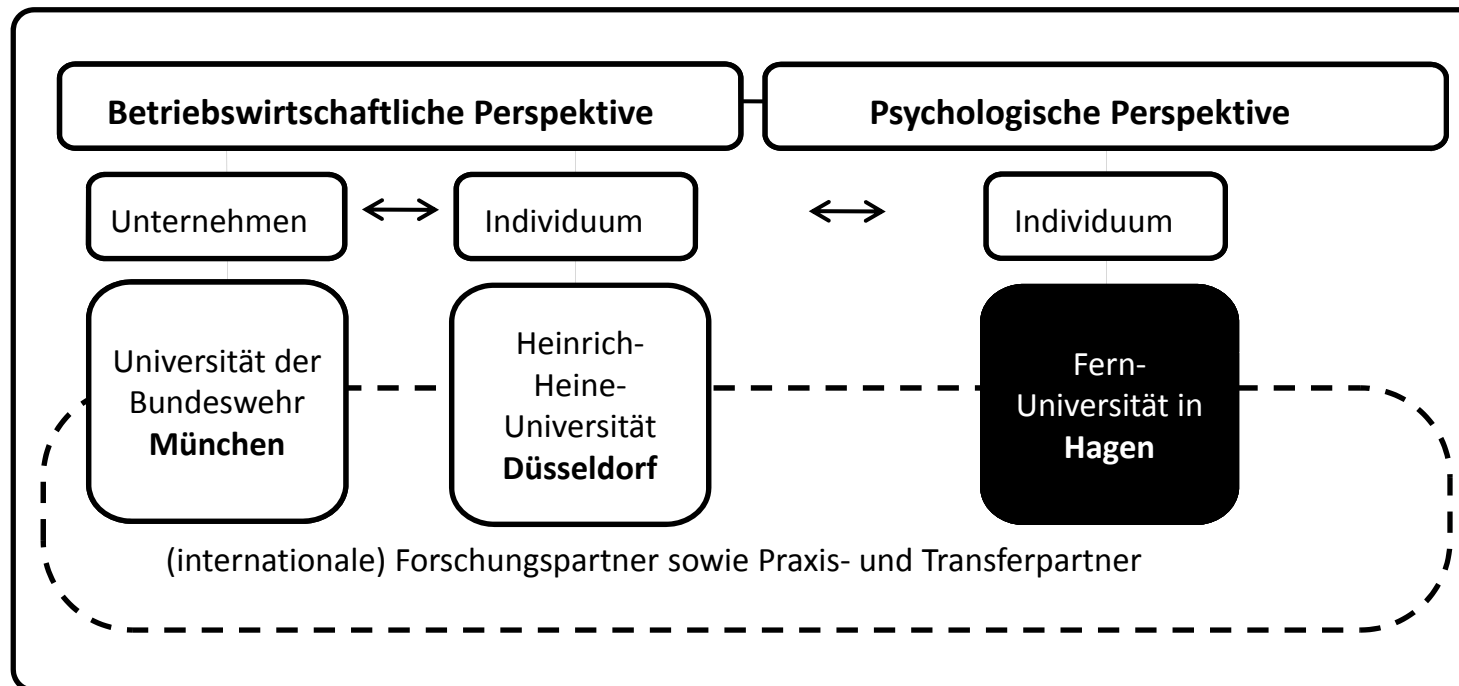 Betriebswirtschaftliche Perspektive
Psychologische Perspektive
Unternehmen
Individuum
Individuum
Universität der
Bundeswehr
München
Heinrich-
Heine-
Universität
Düsseldorf
Fern-
Universität in
Hagen
(internationale) Forschungspartner sowie Praxis- und Transferpartner